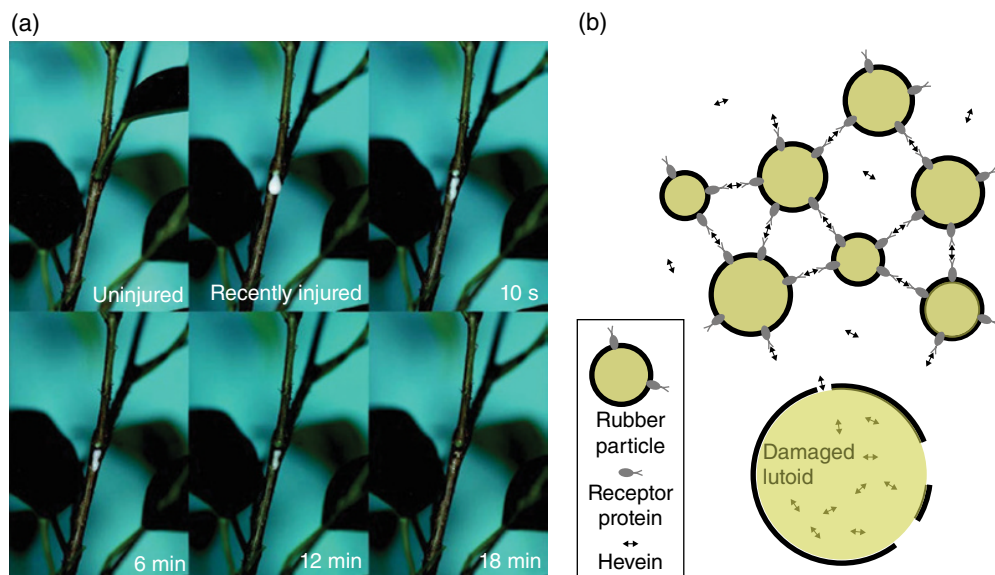 (a)
Uninjured
Recently injured
10 s
6 min
12 min
18 min
(b)
Rubber
particle
Receptor
protein
Hevein
Damaged
lutoid